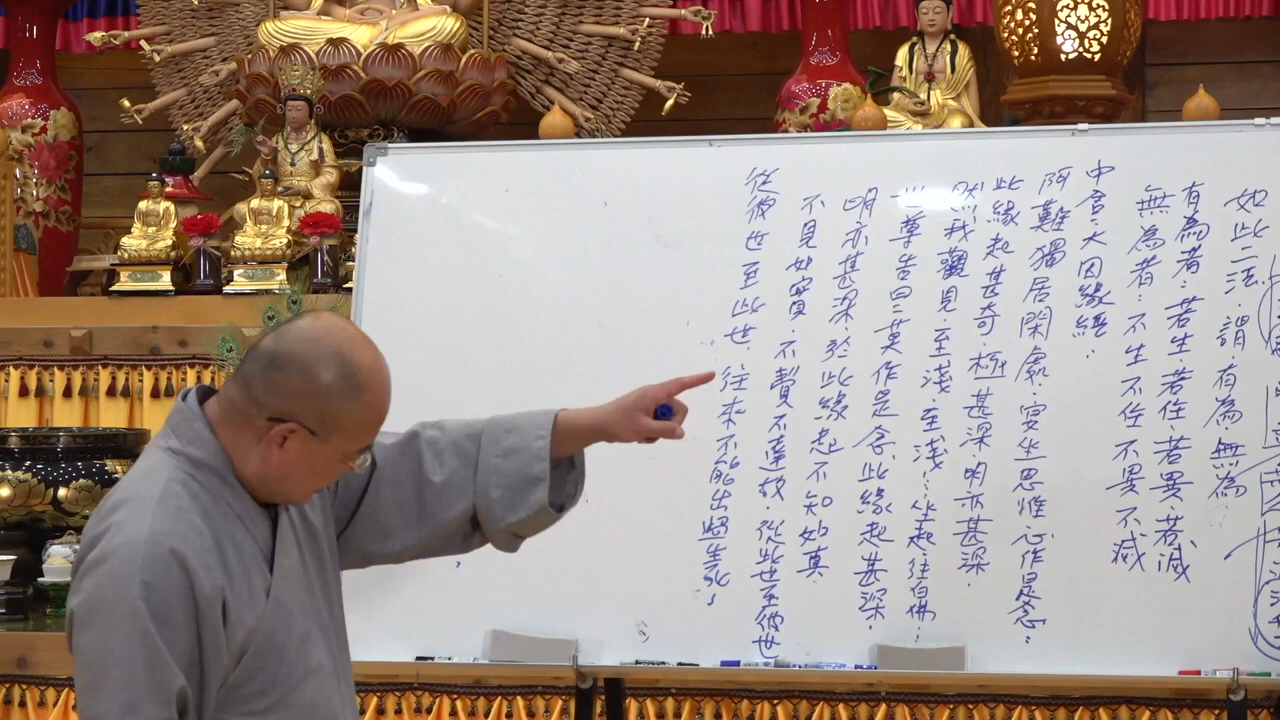 如此二法．謂．有為無為．
有為者．若生．若住．若異．若滅
無為者．不生不住不異不滅
中含．大因緣經．
阿難獨居閑處．安坐思惟心作是念：
此緣起甚奇．極甚深．明亦甚深．
然我觀見．至淺．至淺…坐起．往白佛…
世尊告曰：莫作是念．此緣起甚深．
明亦甚深．於此緣起不知如真
不見如實．不覺不達故．從此世至彼世
從彼世至此世．往來不能出過生死。